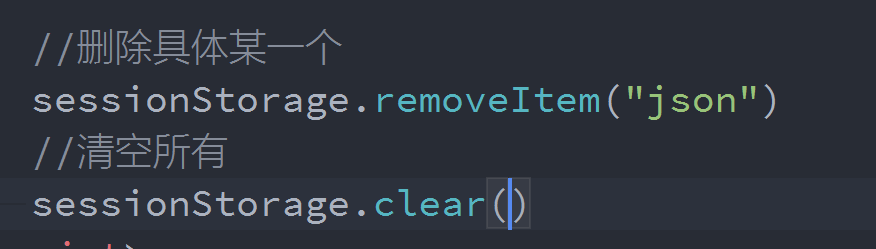 //删除具体某一个
sessionStorage.removeItem("json")
//清空所有
sessionStorage.clear()